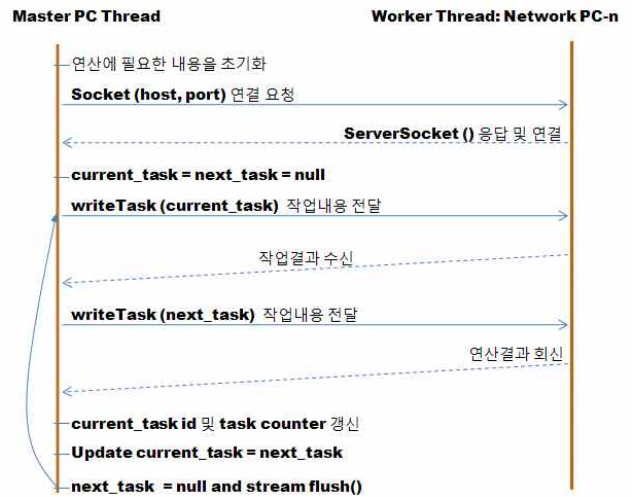 Master PC Thread
Worker Thread: Network PC-n
연산에 필요한 내용을 초기화
Socket (host, port) 연결 요청
ServerSocket () 응답 및 연결
current_task = next_task = null
writeTask (current_task) 작업내용 전달
작업결과 수신
writeTask (next_task) 작업내용 전달
연산결과 회신
current_task id 및 task counter 갱신
Update current_task = next_task
next_task = null and stream flush()